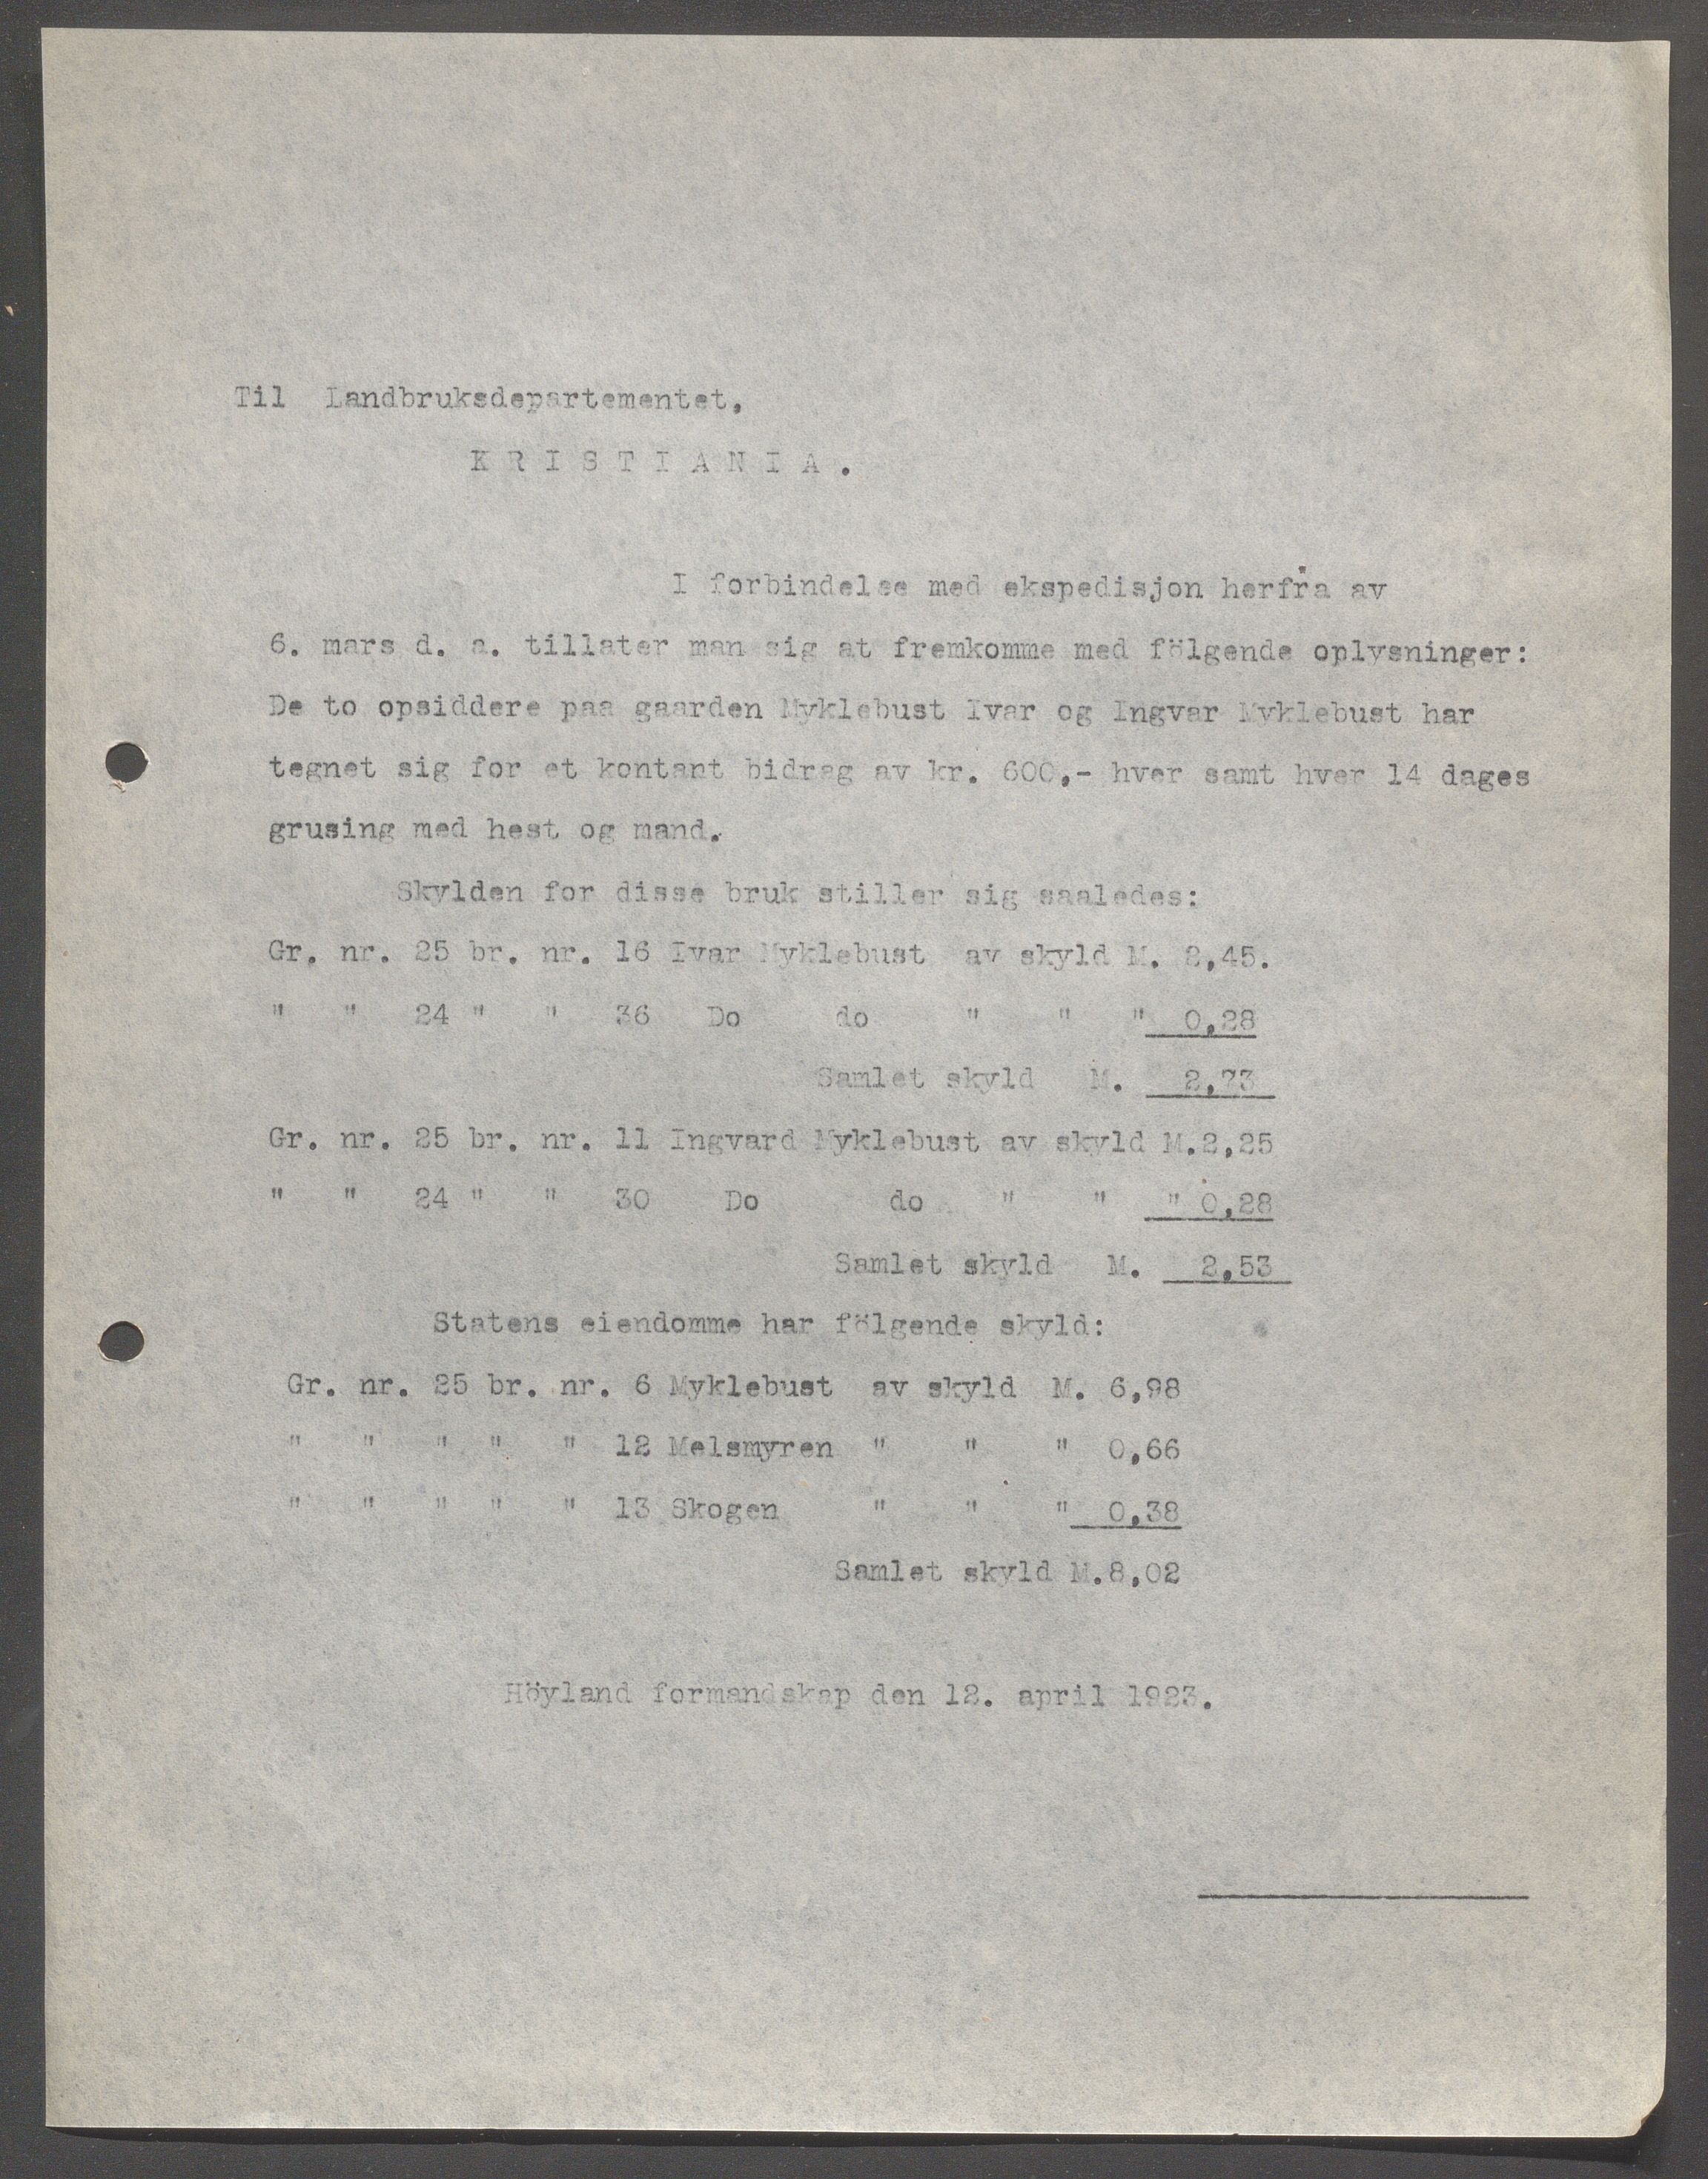 Til Landbruksdepartementet,
K R I S T I A N I A .
I forbindelse med ekspedisjon herfra av
6. mars d. a. tillater man sig at fremkomme med fölgende oplysninger:
De to opsiddere paa gaarden Myklebust Ivar og Ingvar Myklebust har
tegnet sig for et kontant bidrag av kr. 600,- hver samt hver 14 dages
grusing med hest og mand.
Skylden for disse bruk stiller sig saaledes:
Gr. nr. 25 br. nr. 16 Ivar Myklebust av skyld M. 2,45.
" " 24 " " 36 Do do " " " 0,28
Samlet skyld M. 2,73
Gr. nr. 25 br. nr. 11 Ingvard Myklebust av skyld M.2,25
" " 24 " " 30 Do do " " " 0,28
Samlet skyld M. 2,53
Statens eiendomme har fölgende skyld:
Gr. nr. 25 br. nr. 6 Myklebust av skyld M. 6,98
" " " " " 12 Melsmyren " " " 0,66
" " " " " 13 Skogen " " " 0,38
Samlet skyld M.8,02
Höyland formandskap den 12. april 1923.